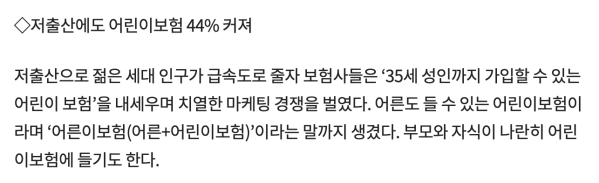 ◇저출산에도 어린이보험 44% 커져
저출산으로 젊은 세대 인구가 급속도로 줄자 보험사들은 ‘35세 성인까지 가입할 수 있는
어린이 보험’을 내세우며 치열한 마케팅 경쟁을 벌였다. 어른도 들 수 있는 어린이보험이
라며 ‘어른이보험(어른+어린이보험)’이라는 말까지 생겼다. 부모와 자식이 나란히 어린
이보험에 들기도 한다.